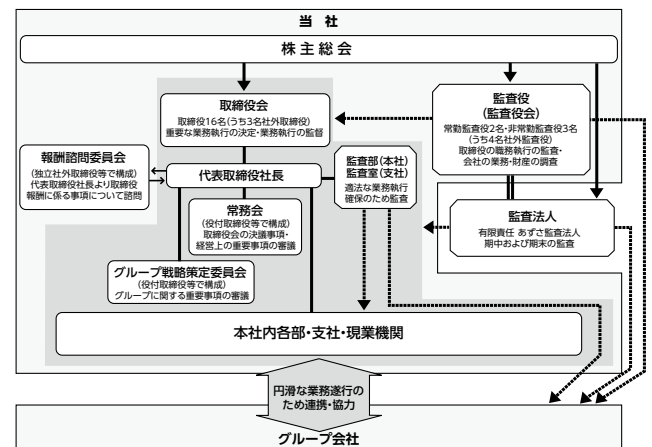 当 社
株主総会
取締役会
取締役16名(うち3名社外取締役)
重要な業務執行の決定・業務執行の監督
監査役
(監査役会)
常勤監査役2名・非常勤監査役3名
(うち4名社外監査役)
取締役の職務執行の監査・
会社の業務・財産の調査
報酬諮問委員会
(独立社外取締役等で構成)
代表取締役社長より取締役
報酬に係る事項について諮問
代表取締役社長
監査部(本社)
監査室(支社)
適法な業務執行
確保のため監査
常務会
(役付取締役等で構成)
取締役会の決議事項・
経営上の重要事項の審議
監査法人
有限責任 あずさ監査法人
期中および期末の監査
グループ戦略策定委員会
(役付取締役等で構成)
グループに関する重要事項の審議
本社内各部・支社・現業機関
円滑な業務遂行の
ため連携・協力
グループ会社